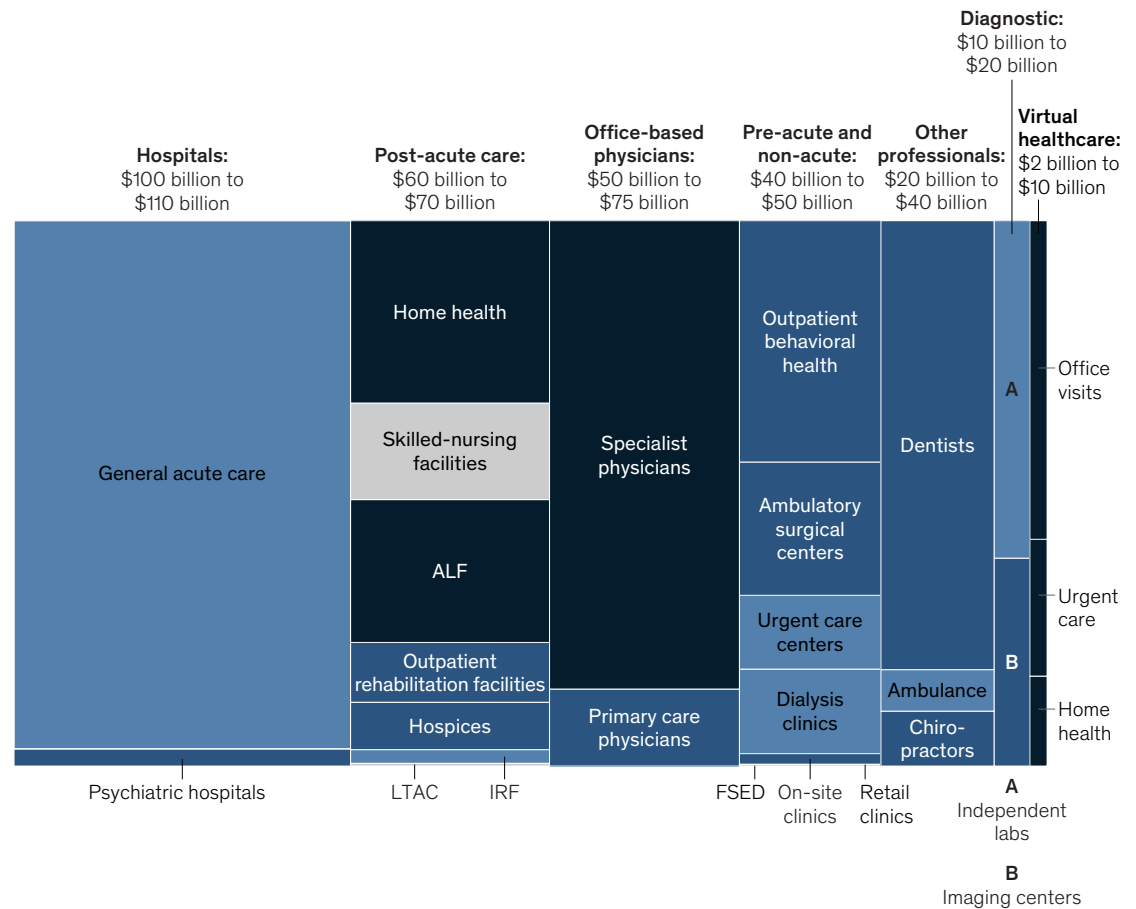 Diagnostic:
$10 billion to
$20 billion
Virtual
healthcare:
$2 billion to
$10 billion
Hospitals:
$100 billion to
$110 billion
Post-acute care:
$60 billion to
$70 billion
Office-based
physicians:
$50 billion to
$75 billion
Pre-acute and
non-acute:
$40 billion to
$50 billion
Other
professionals:
$20 billion to
$40 billion
General acute care
Psychiatric hospitals
Home health
Skilled-nursing
facilities
ALF
Outpatient
rehabilitation facilities
Hospices
LTAC
IRF
Specialist
physicians
Primary care
physicians
Outpatient
behavioral
health
Ambulatory
surgical
centers
Urgent care
centers
Dialysis
clinics
FSED
On-site
clinics
Retail
clinics
Dentists
Ambulance
Chiro-
practors
A
B
Office
visits
Urgent
care
Home
health
A
Independent
labs
B
Imaging centers